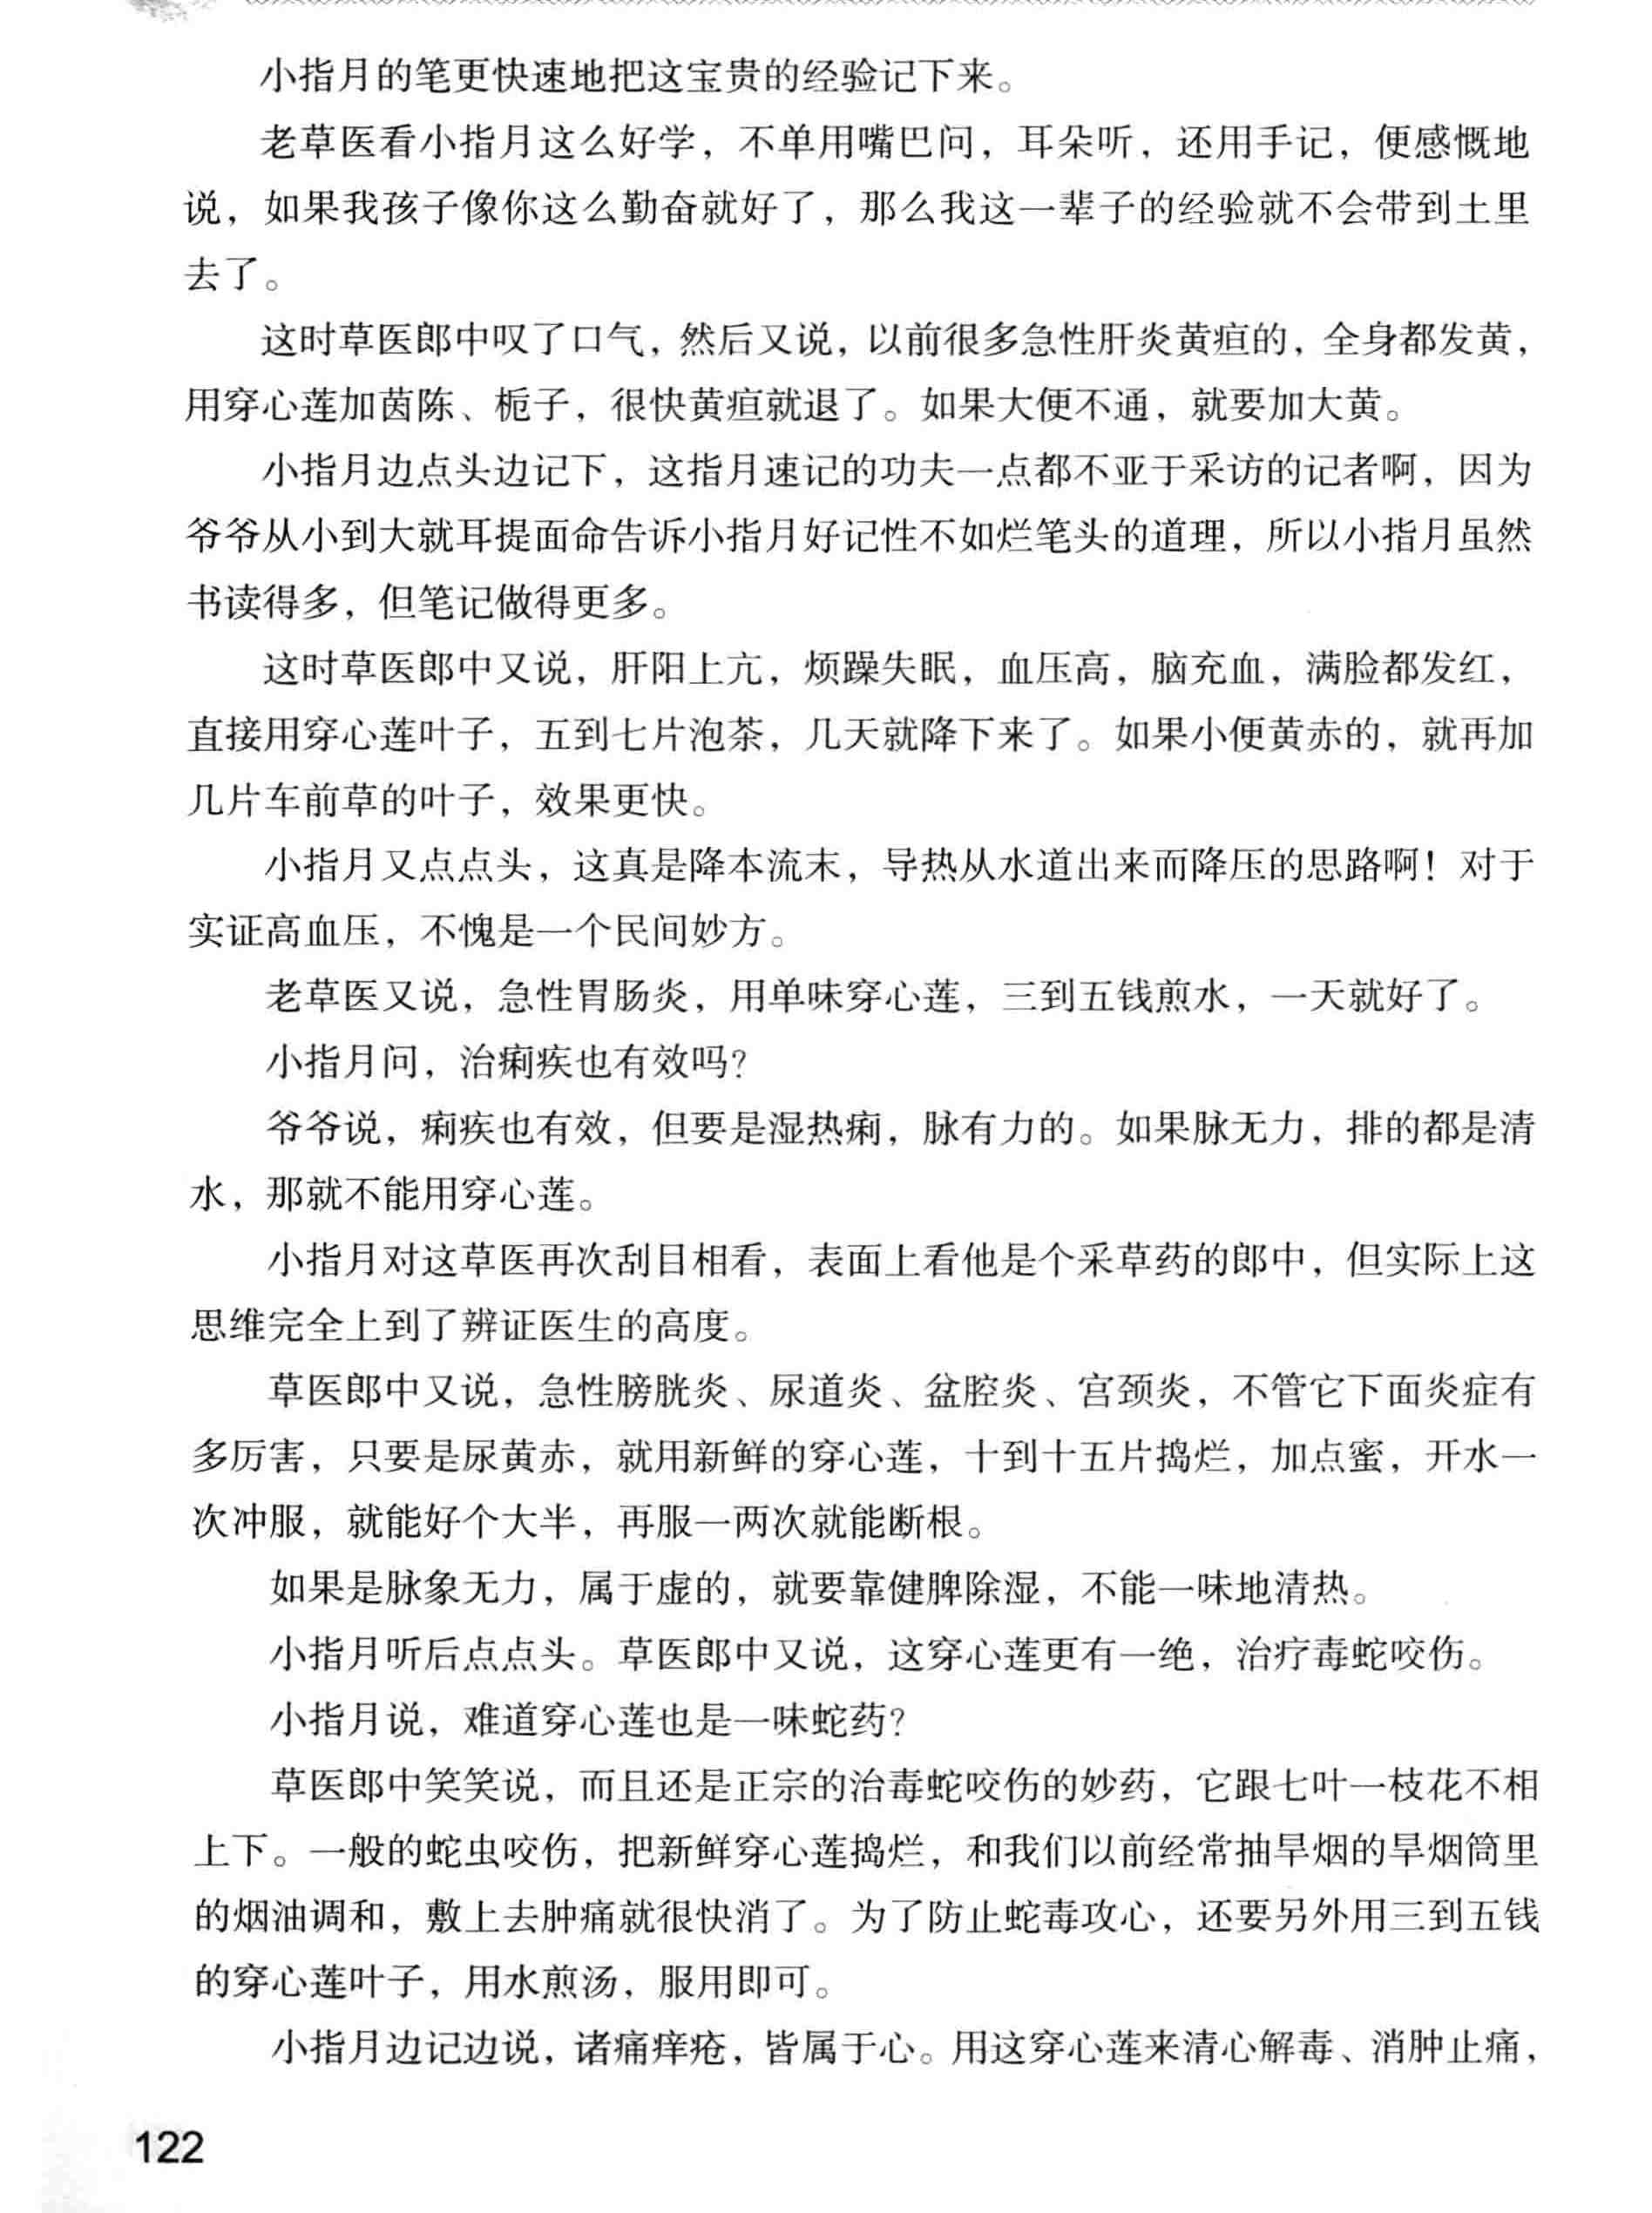 小指月的笔更快速地把这宝贵的经验记下来。
老草医看小指月这么好学，不单用嘴巴问，耳朵听，还用手记，便感慨地
说，如果我孩子像你这么勤奋就好了，那么我这一辈子的经验就不会带到土里
去了。
这时草医郎中叹了口气，然后又说，以前很多急性肝炎黄疸的，全身都发黄，
用穿心莲加茵陈、栀子，很快黄疸就退了。如果大便不通，就要加大黄。
小指月边点头边记下，这指月速记的功夫一点都不亚于采访的记者啊，因为
爷爷从小到大就耳提面命告诉小指月好记性不如烂笔头的道理，所以小指月虽然
书读得多，但笔记做得更多。
这时草医郎中又说，肝阳上亢，烦躁失眠，血压高，脑充血，满脸都发红，
直接用穿心莲叶子，五到七片泡茶，几天就降下来了。如果小便黄赤的，就再加
几片车前草的叶子，效果更快。
小指月又点点头，这真是降本流末，导热从水道出来而降压的思路啊！对于
实证高血压，不愧是一个民间妙方。
老草医又说，急性胃肠炎，用单味穿心莲，三到五钱煎水，一天就好了。
小指月问，治痢疾也有效吗？
爷爷说，痢疾也有效，但要是湿热痢，脉有力的。如果脉无力，排的都是清
水，那就不能用穿心莲。
小指月对这草医再次刮目相看，表面上看他是个采草药的郎中，但实际上这
思维完全上到了辨证医生的高度。
草医郎中又说，急性膀胱炎、尿道炎、盆腔炎、宫颈炎，不管它下面炎症有
多厉害，只要是尿黄赤，就用新鲜的穿心莲，十到十五片捣烂，加点蜜，开水一
次冲服，就能好个大半，再服一两次就能断根。
如果是脉象无力，属于虚的，就要靠健脾除湿，不能一味地清热。
小指月听后点点头。草医郎中又说，这穿心莲更有一绝，治疗毒蛇咬伤。
小指月说，难道穿心莲也是一味蛇药？
草医郎中笑笑说，而且还是正宗的治毒蛇咬伤的妙药，它跟七叶一枝花不相
上下。一般的蛇虫咬伤，把新鲜穿心莲捣烂，和我们以前经常抽旱烟的旱烟筒里
的烟油调和，敷上去肿痛就很快消了。为了防止蛇毒攻心，还要另外用三到五钱
的穿心莲叶子，用水煎汤，服用即可。
小指月边记边说，诸痛痒疮，皆属于心。用这穿心莲来清心解毒、消肿止痛，
122